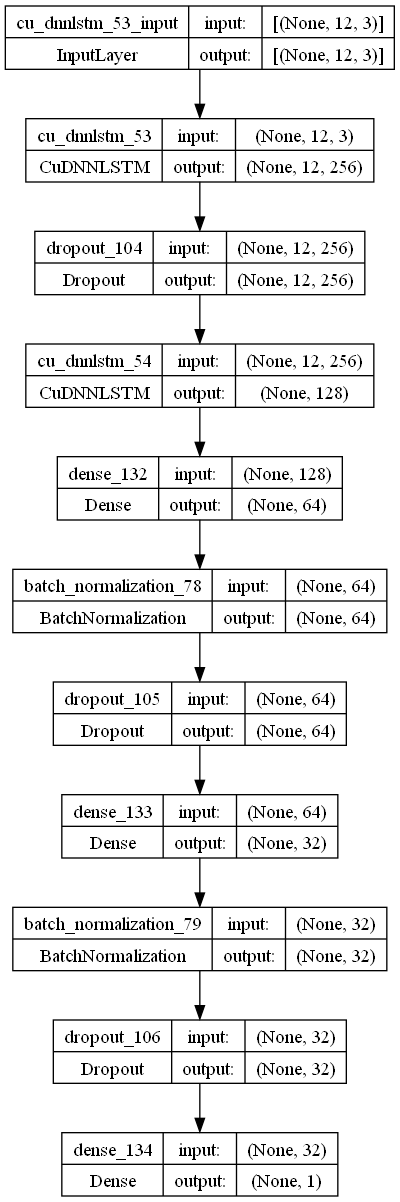 cu_dnnlstm_53_input input: [(None, 12, 3)]
InputLayer output: [(None, 12, 3)]
cu_dnnlstm_53 input: (None, 12, 3)
CuDNNLSTM output: (None, 12, 256)
dropout_104 input: (None, 12, 256)
Dropout output: (None, 12, 256)
cu_dnnlstm_54 input: (None, 12, 256)
CuDNNLSTM output: (None, 128)
dense_132 input: (None, 128)
Dense output: (None, 64)
batch_normalization_78 input: (None, 64)
BatchNormalization output: (None, 64)
dropout_105 input: (None, 64)
Dropout output: (None, 64)
dense_133 input: (None, 64)
Dense output: (None, 32)
batch_normalization_79 input: (None, 32)
BatchNormalization output: (None, 32)
dropout_106 input: (None, 32)
Dropout output: (None, 32)
dense_134 input: (None, 32)
Dense output: (None, 1)